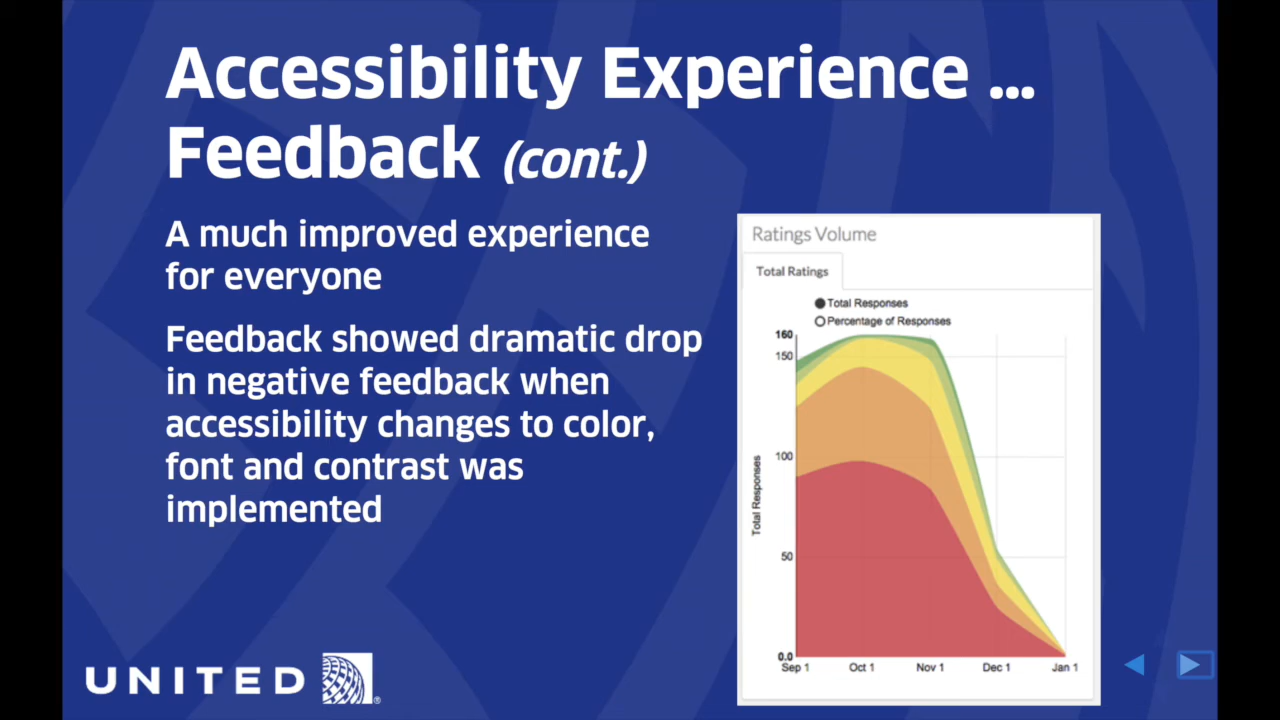 Accessibility Experience ...
Feedback (cont.)
A much improved experience
for everyone
Feedback showed dramatic drop
in negative feedback when
accessibility changes to color,
font and contrast was
implemented
Ratings Volume
Total Ratings
Total Responses
Percentage of Responses
160
150
100
50
0.0
Total Responses
Sep 1 Oct 1 Nov 1 Dec 1 Jan 1
UNITED ®